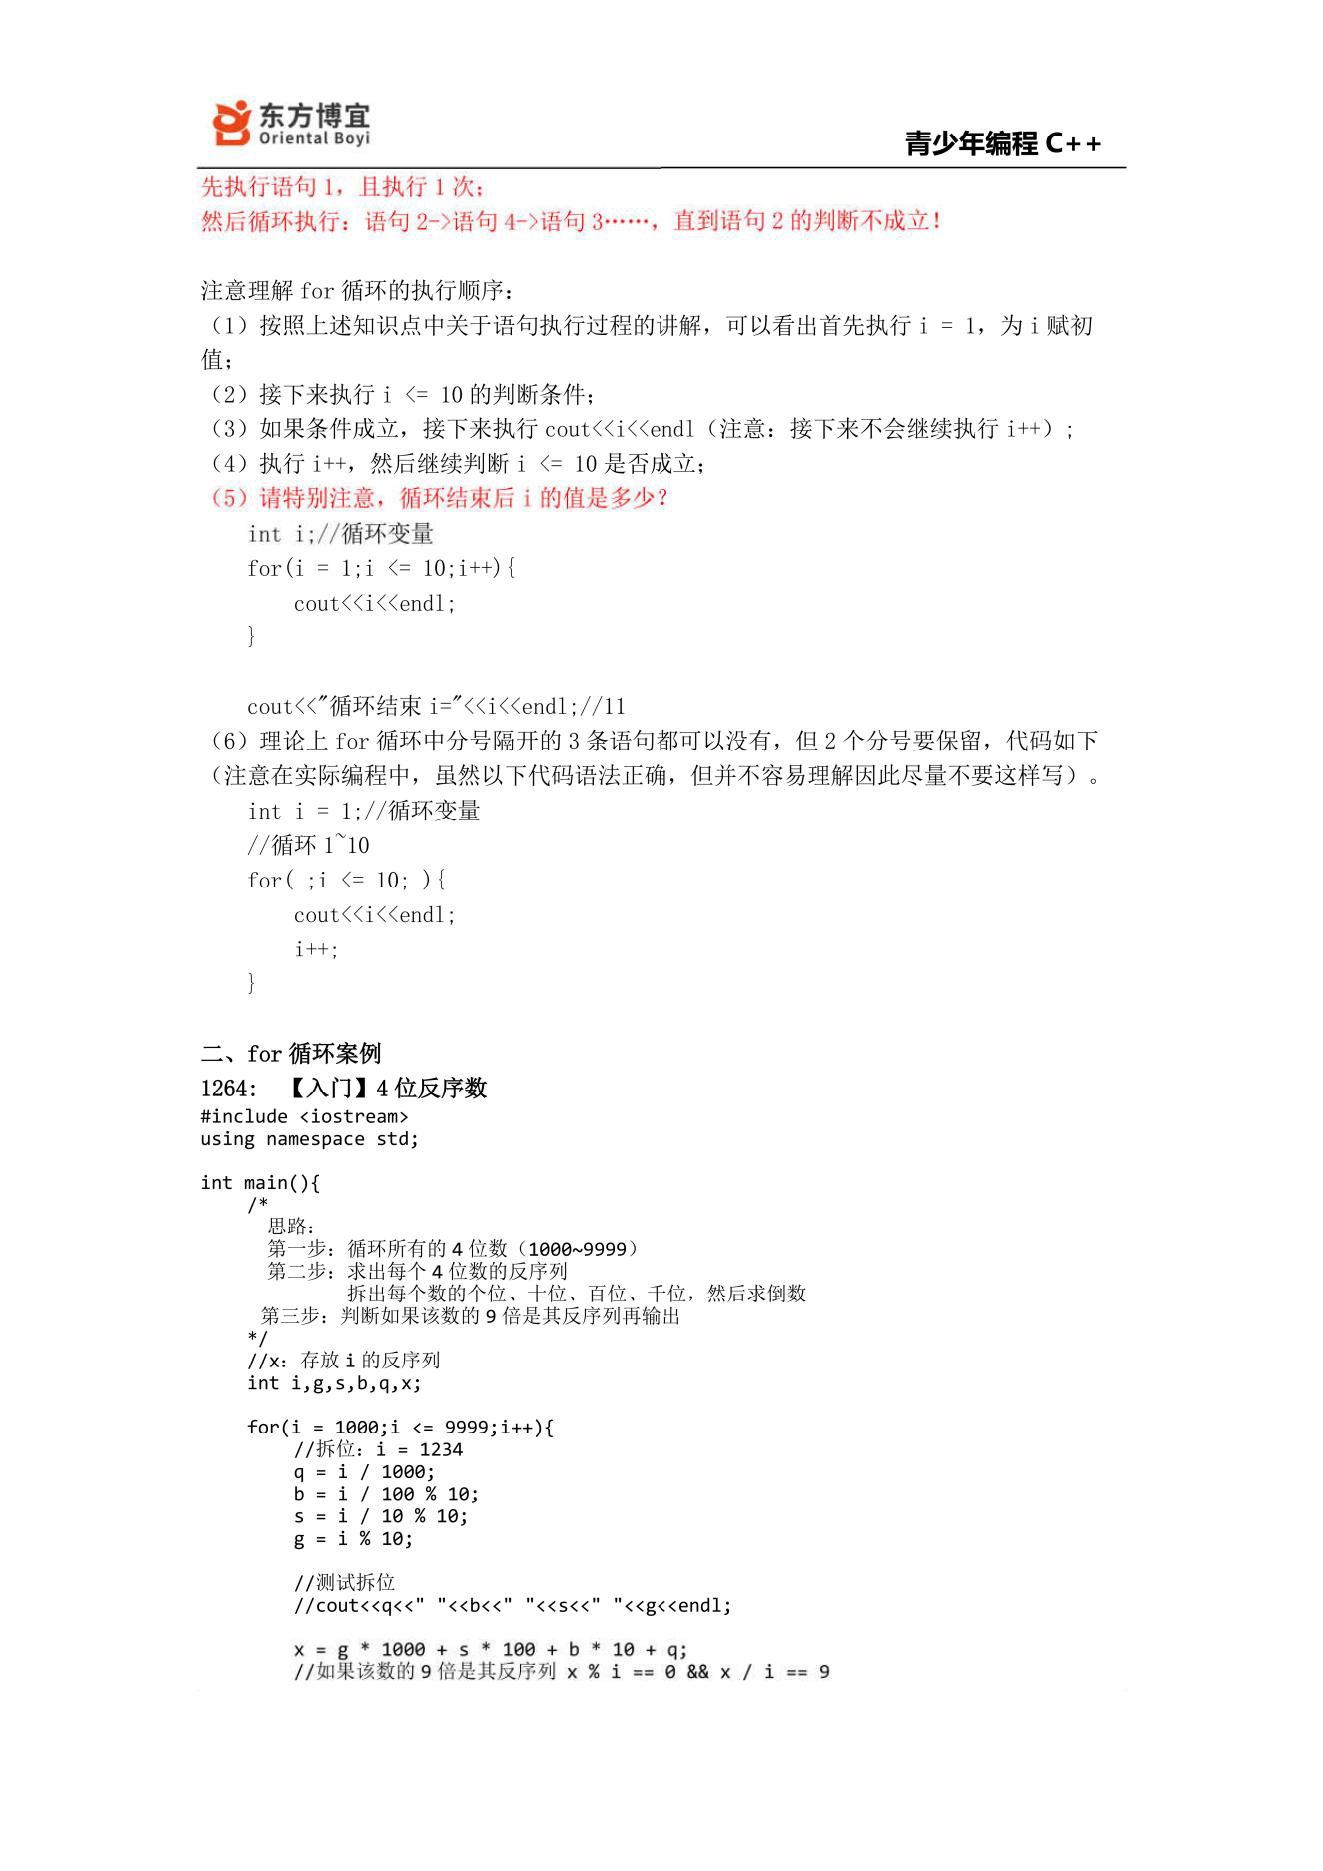 东方博宜
Oriental Boyi
青少年编程 C++
先执行语句 1，且执行 1 次；
然后循环执行：语句 2->语句 4->语句 3……，直到语句 2 的判断不成立！
注意理解 for 循环的执行顺序：
（1）按照上述知识点中关于语句执行过程的讲解，可以看出首先执行 i = 1，为 i 赋初
值；
（2）接下来执行 i <= 10 的判断条件；
（3）如果条件成立，接下来执行 cout<<i<<endl（注意：接下来不会继续执行 i++）；
（4）执行 i++，然后继续判断 i <= 10 是否成立；
（5）请特别注意，循环结束后 i 的值是多少？
int i;//循环变量
for(i = 1;i <= 10;i++){
cout<<i<<endl;
}
cout<<"循环结束 i="<<i<<endl;//11
（6）理论上 for 循环中分号隔开的 3 条语句都可以没有，但 2 个分号要保留，代码如下
（注意在实际编程中，虽然以下代码语法正确，但并不容易理解因此尽量不要这样写）。
int i = 1;//循环变量
//循环 1~10
for( ;i <= 10; ){
cout<<i<<endl;
i++;
}
二、for 循环案例
1264: 【入门】4 位反序数
#include <iostream>
using namespace std;
int main(){
/*
思路：
第一步：循环所有的 4 位数（1000~9999）
第二步：求出每个 4 位数的反序列
拆出每个数的个位、十位、百位、千位，然后求倒数
第三步：判断如果该数的 9 倍是其反序列再输出
*/
//x：存放 i 的反序列
int i,g,s,b,q,x;
for(i = 1000;i <= 9999;i++){
//拆位：i = 1234
q = i / 1000;
b = i / 100 % 10;
s = i / 10 % 10;
g = i % 10;
//测试拆位
//cout<<q<<" "<<b<<" "<<s<<" "<<g<<endl;
x = g * 1000 + s * 100 + b * 10 + q;
//如果该数的 9 倍是其反序列 x % i == 0 && x / i == 9